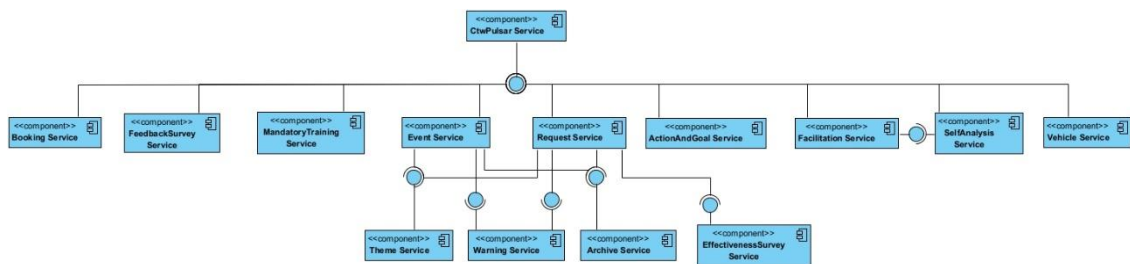 <<component>>
CtwPulsar Service
<<component>>
Booking Service
<<component>>
FeedbackSurvey
Service
<<component>>
MandatoryTraining
Service
<<component>>
Event Service
<<component>>
Request Service
<<component>>
ActionAndGoal Service
<<component>>
Facilitation Service
<<component>>
SelfAnalysis
Service
<<component>>
Vehicle Service
<<component>>
Theme Service
<<component>>
Warning Service
<<component>>
Archive Service
<<component>>
EffectivenessSurvey
Service